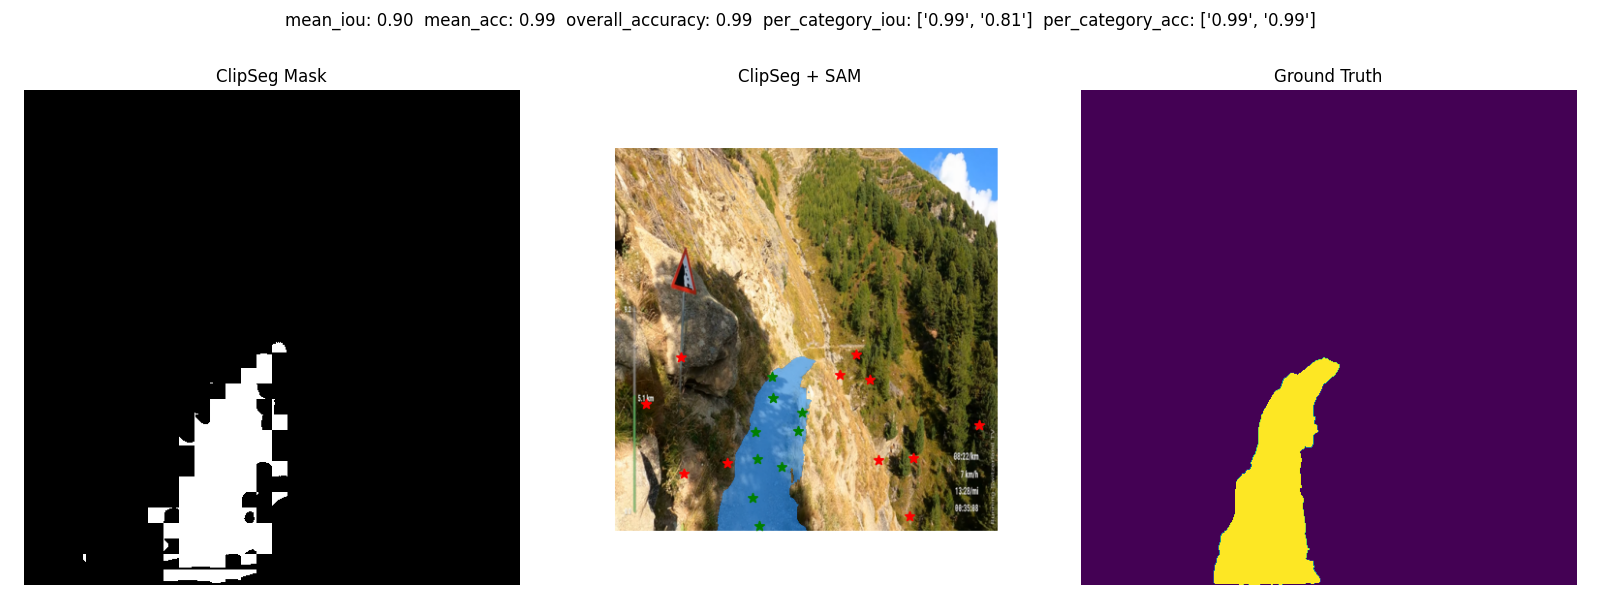 mean_iou: 0.90 mean_acc: 0.99 overall_accuracy: 0.99 per_category_iou: ['0.99', '0.81'] per_category_acc: ['0.99', '0.99']
ClipSeg Mask
ClipSeg + SAM
Ground Truth
5.1 km
08:22/km
7 km/h
13:28/mi
00:35:08